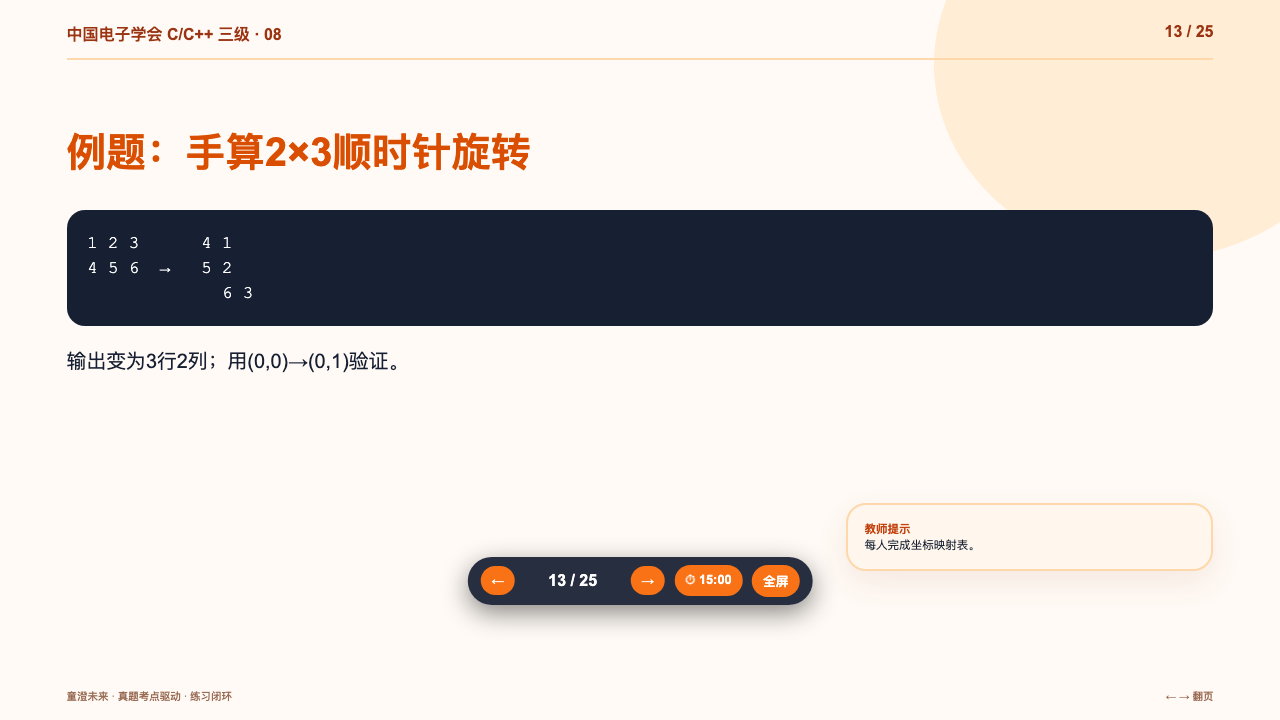 中国电子学会 C/C++ 三级 · 08
13 / 25
例题：手算2×3顺时针旋转
1 2 3      4 1
4 5 6  →   5 2
             6 3
输出变为3行2列；用(0,0)→(0,1)验证。
教师提示
每人完成坐标映射表。
← 13 / 25 → ⏱ 15:00 全屏
童澄未来 · 真题考点驱动 · 练习闭环
← → 翻页